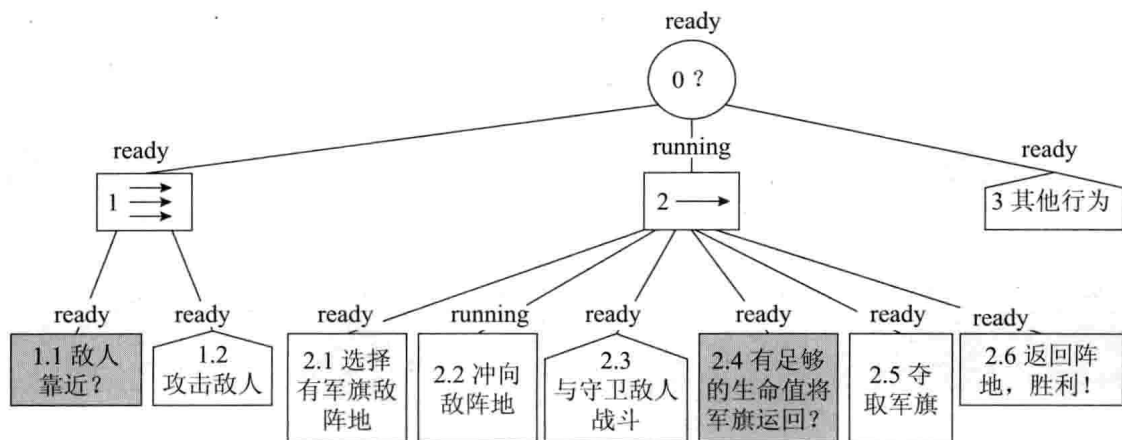 ready
0 ?
ready
running
ready
1
2
3 其他行为
ready
ready
ready
running
ready
ready
ready
ready
1.1 敌人
靠近？
1.2
攻击敌人
2.1 选择
有军旗敌
阵地
2.2 冲向
敌阵地
2.3
与守卫敌人
战斗
2.4 有足够
的生命值将
军旗运回？
2.5 夺
取军旗
2.6 返回阵
地，胜利！